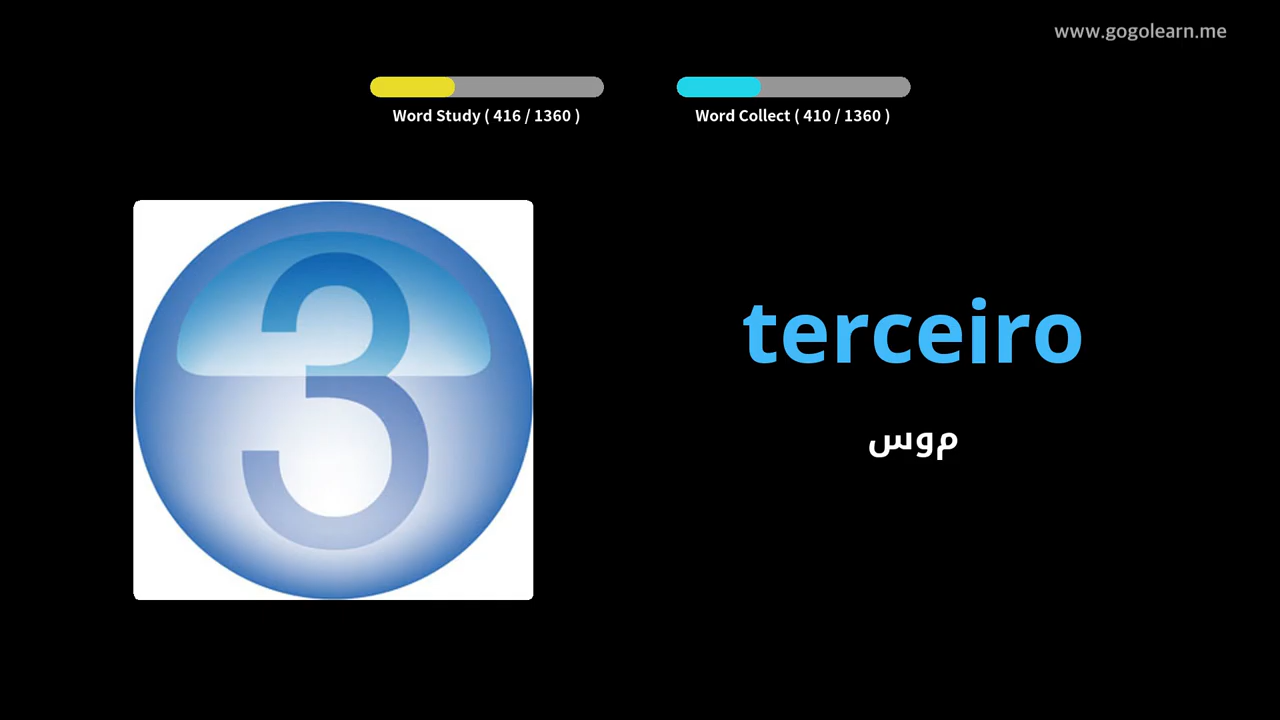 www.gogolearn.me
Word Study ( 416 / 1360 )
Word Collect ( 410 / 1360 )
3
terceiro
موس